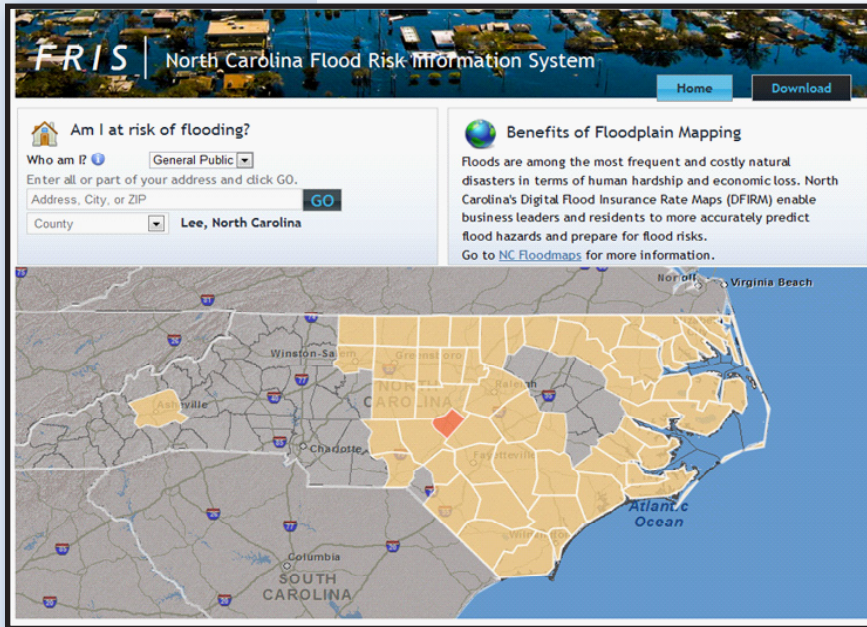 FRIS North Carolina Flood Risk Information System
Home Download
Am I at risk of flooding?
Who am I? General Public
Enter all or part of your address and click GO.
Address, City, or ZIP GO
County Lee, North Carolina
Benefits of Floodplain Mapping
Floods are among the most frequent and costly natural
disasters in terms of human hardship and economic loss. North
Carolina's Digital Flood Insurance Rate Maps (DFIRM) enable
business leaders and residents to more accurately predict
flood hazards and prepare for flood risks.
Go to NC Floodmaps for more information.
Norfolk
Virginia Beach
Winston-Salem
Greensboro
NORTH
CAROLINA
Raleigh
Asheville
Charlotte
Fayetteville
Wilmington
Atlantic
Ocean
Columbia
SOUTH
CAROLINA